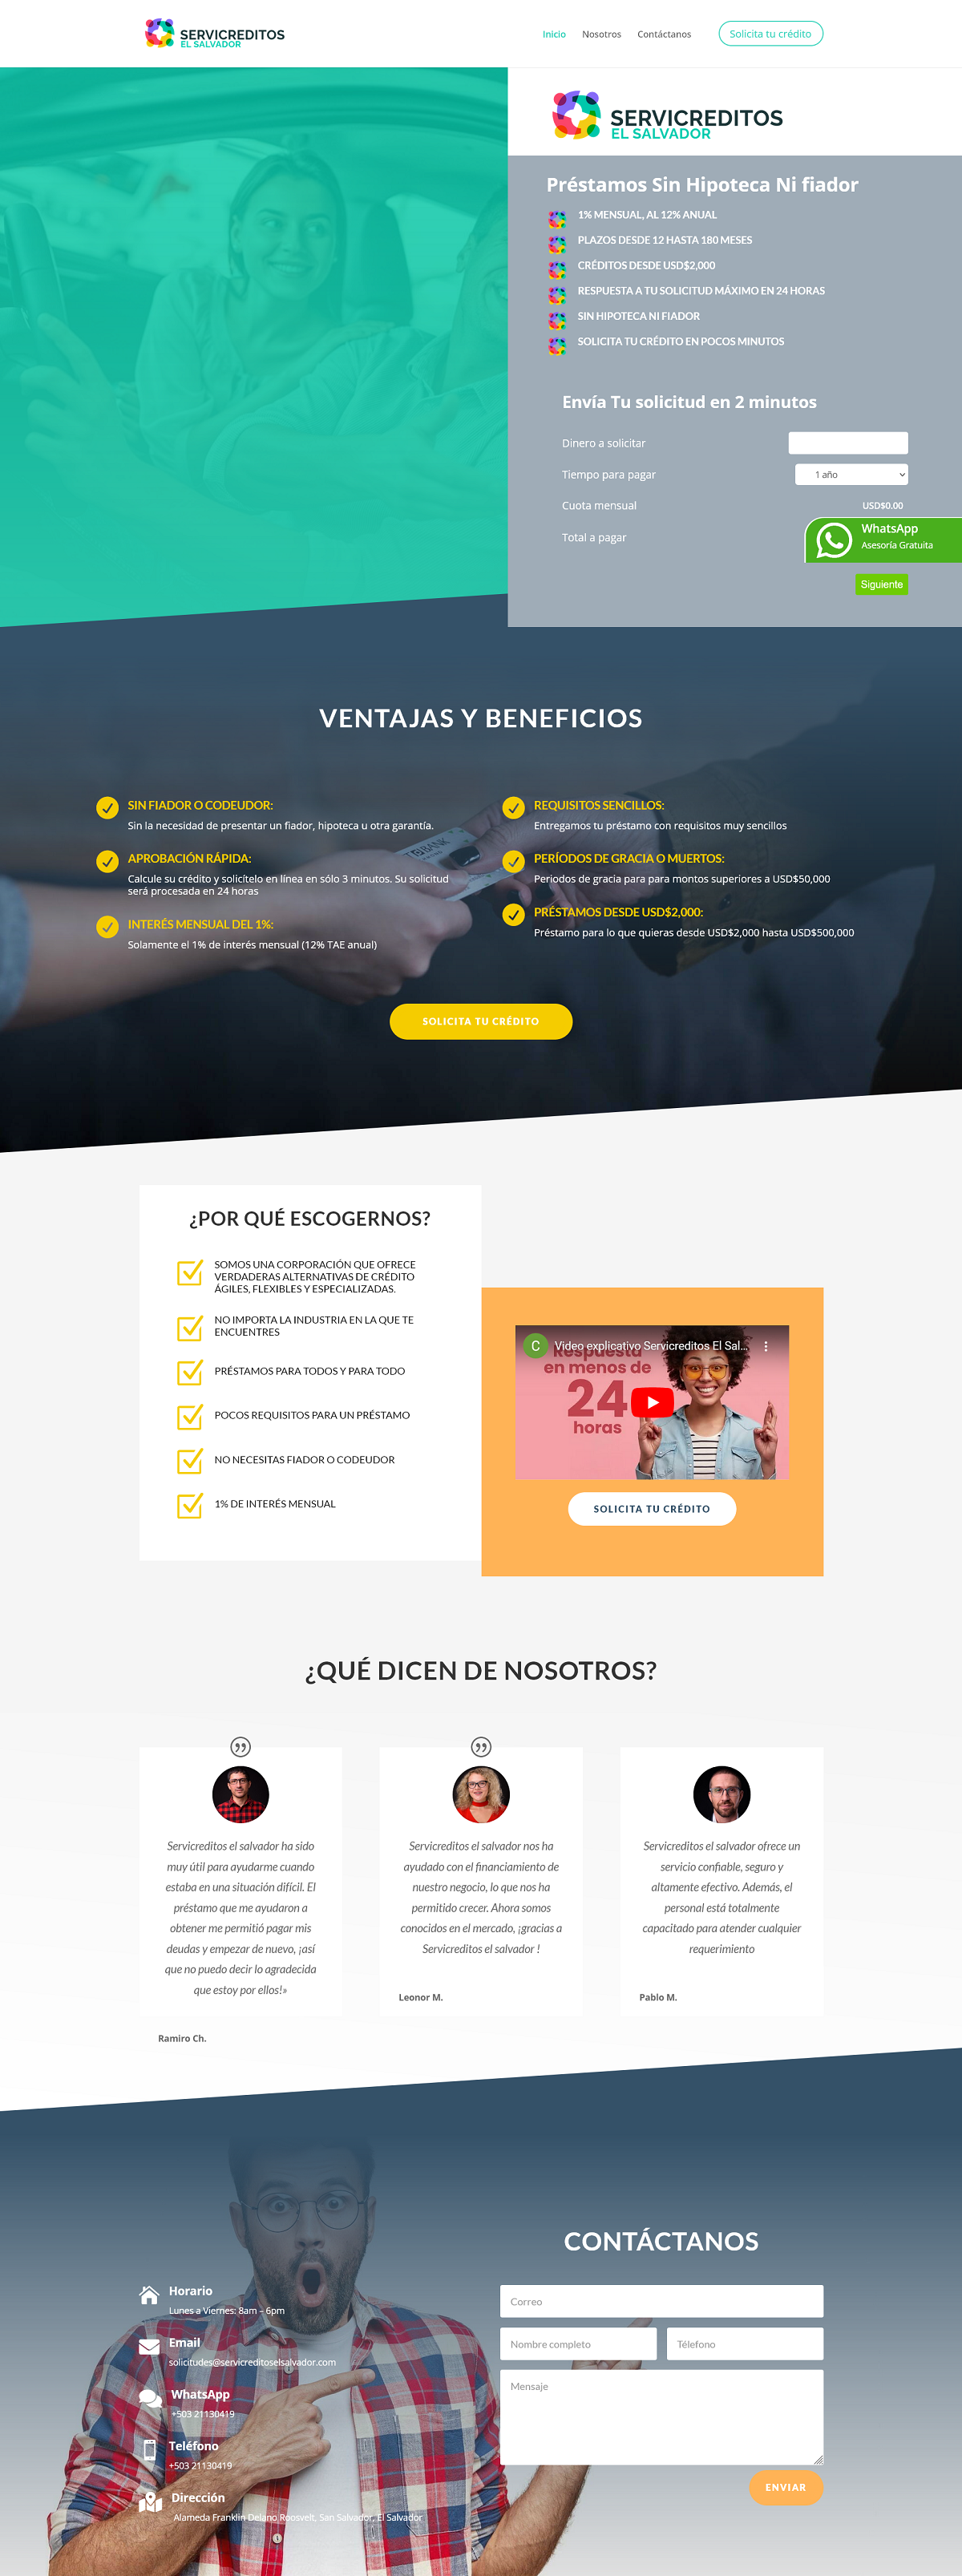 SERVICREDITOS
EL SALVADOR
Inicio
Nosotros
Contáctanos
Solicita tu crédito
SERVICREDITOS
EL SALVADOR
Préstamos Sin Hipoteca Ni fiador
1% MENSUAL, AL 12% ANUAL
PLAZOS DESDE 12 HASTA 180 MESES
CRÉDITOS DESDE USD$2,000
RESPUESTA A TU SOLICITUD MÁXIMO EN 24 HORAS
SIN HIPOTECA NI FIADOR
SOLICITA TU CRÉDITO EN POCOS MINUTOS
Envía Tu solicitud en 2 minutos
Dinero a solicitar
Tiempo para pagar
1 año
Cuota mensual
USD$0.00
Total a pagar
WhatsApp
Asesoría Gratuita
Siguiente
VENTAJAS Y BENEFICIOS
SIN FIADOR O CODEUDOR:
Sin la necesidad de presentar un fiador, hipoteca u otra garantía.
APROBACIÓN RÁPIDA:
Calcule su crédito y solicítelo en línea en sólo 3 minutos. Su solicitud
será procesada en 24 horas
INTERÉS MENSUAL DEL 1%:
Solamente el 1% de interés mensual (12% TAE anual)
REQUISITOS SENCILLOS:
Entregamos tu préstamo con requisitos muy sencillos
PERÍODOS DE GRACIA O MUERTOS:
Periodos de gracia para para montos superiores a USD$50,000
PRÉSTAMOS DESDE USD$2,000:
Préstamo para lo que quieras desde USD$2,000 hasta USD$500,000
SOLICITA TU CRÉDITO
¿POR QUÉ ESCOGERNOS?
SOMOS UNA CORPORACIÓN QUE OFRECE
VERDADERAS ALTERNATIVAS DE CRÉDITO
ÁGILES, FLEXIBLES Y ESPECIALIZADAS.
NO IMPORTA LA INDUSTRIA EN LA QUE TE
ENCUENTRES
PRÉSTAMOS PARA TODOS Y PARA TODO
POCOS REQUISITOS PARA UN PRÉSTAMO
NO NECESITAS FIADOR O CODEUDOR
1% DE INTERÉS MENSUAL
C
Video explicativo Servicreditos El Sal...
Respuesta
en menos de
24
horas
SOLICITA TU CRÉDITO
¿QUÉ DICEN DE NOSOTROS?
Servicreditos el salvador ha sido
muy útil para ayudarme cuando
estaba en una situación difícil. El
préstamo que me ayudaron a
obtener me permitió pagar mis
deudas y empezar de nuevo, ¡así
que no puedo decir lo agradecida
que estoy por ellos!»
Ramiro Ch.
Servicreditos el salvador nos ha
ayudado con el financiamiento de
nuestro negocio, lo que nos ha
permitido crecer. Ahora somos
conocidos en el mercado, ¡gracias a
Servicreditos el salvador !
Leonor M.
Servicreditos el salvador ofrece un
servicio confiable, seguro y
altamente efectivo. Además, el
personal está totalmente
capacitado para atender cualquier
requerimiento
Pablo M.
Horario
Lunes a Viernes: 8am – 6pm
Email
solicitudes@servicreditoselsalvador.com
WhatsApp
+503 21130419
Teléfono
+503 21130419
Dirección
Alameda Franklin Delano Roosvelt, San Salvador, El Salvador
CONTÁCTANOS
Correo
Nombre completo
Télefono
Mensaje
ENVIAR